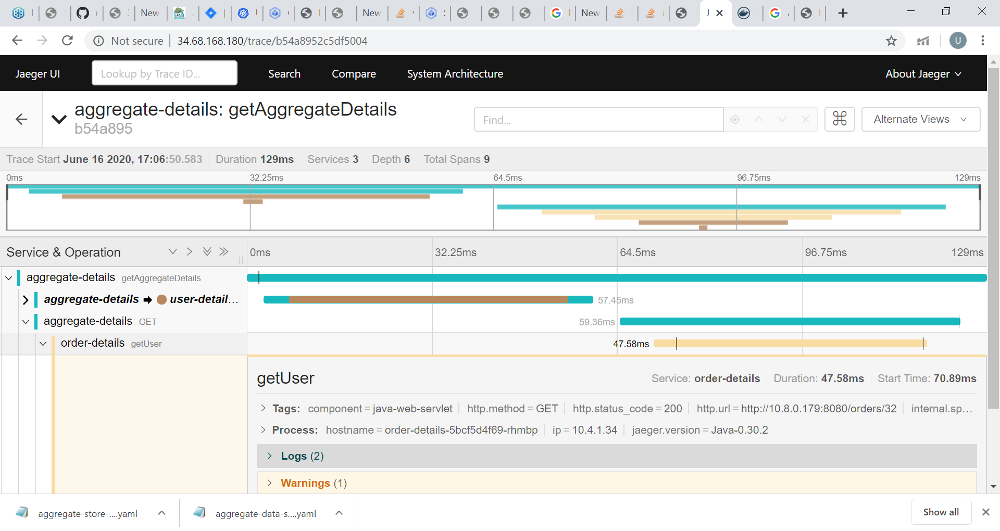 New
New
New
J
Not secure
34.68.168.180/trace/b54a8952c5df5004
U
Jaeger UI
Lookup by Trace ID...
Search
Compare
System Architecture
About Jaeger
aggregate-details: getAggregateDetails
b54a895
Find...
Alternate Views
Trace Start June 16 2020, 17:06:50.583
Duration 129ms
Services 3
Depth 6
Total Spans 9
0ms 32.25ms 64.5ms 96.75ms 129ms
Service & Operation
0ms 32.25ms 64.5ms 96.75ms 129ms
aggregate-details getAggregateDetails
aggregate-details user-detail... 57.45ms
aggregate-details GET 59.36ms
order-details getUser 47.58ms
getUser
Service: order-details Duration: 47.58ms Start Time: 70.89ms
Tags: component = java-web-servlet http.method = GET http.status_code = 200 http.url = http://10.8.0.179:8080/orders/32 internal.sp...
Process: hostname = order-details-5bcf5d4f69-rhmbp ip = 10.4.1.34 jaeger.version = Java-0.30.2
Logs (2)
Warnings (1)
aggregate-store-....yaml
aggregate-data-s....yaml
Show all